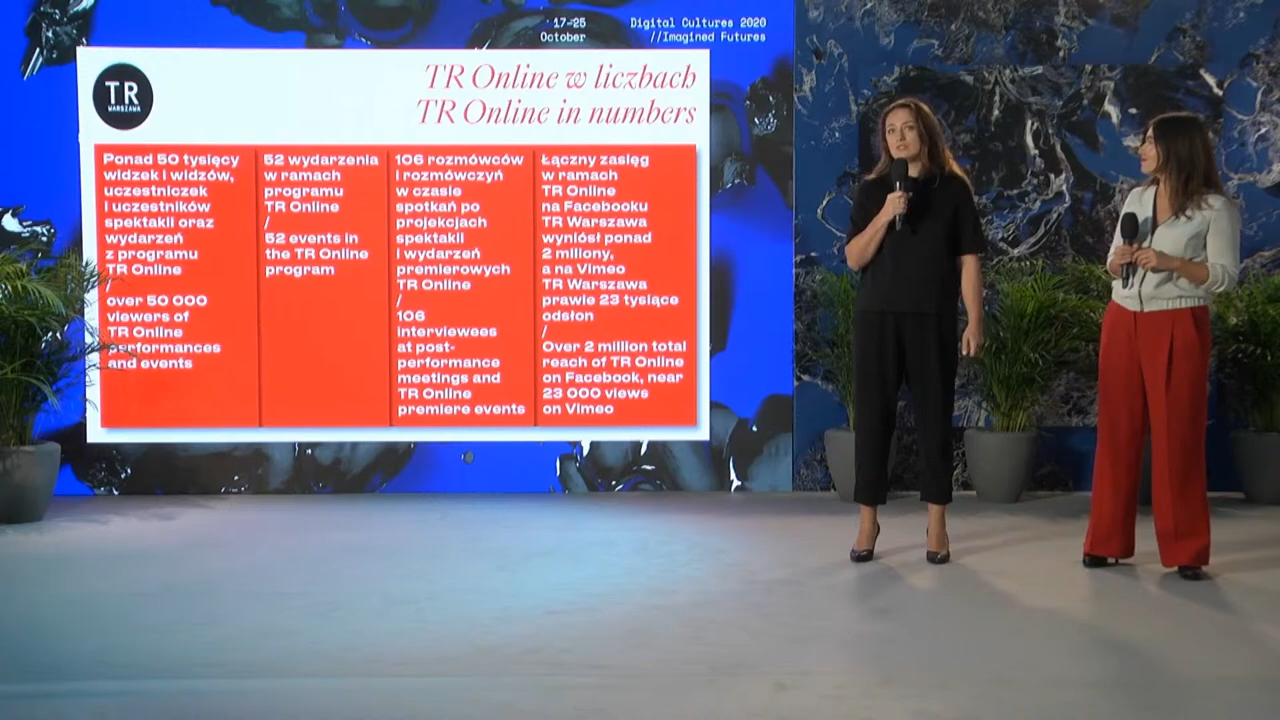 17–25
October
Digital Cultures 2020
//Imagined Futures
TR
WARSZAWA
TR Online w liczbach
TR Online in numbers
Ponad 50 tysięcy
widzek i widzów,
uczestniczek
i uczestników
spektakli oraz
wydarzeń
z programu
TR Online
/
over 50 000
viewers of
TR Online
performances
and events
52 wydarzenia
w ramach
programu
TR Online
/
52 events in
the TR Online
program
106 rozmówców
i rozmówczyń
w czasie
spotkań po
projekcjach
spektakli
i wydarzeń
premierowych
TR Online
/
106
interviewees
at post-
performance
meetings and
TR Online
premiere events
Łączny zasięg
w ramach
TR Online
na Facebooku
TR Warszawa
wyniósł ponad
2 miliony,
a na Vimeo
TR Warszawa
prawie 23 tysiące
odsłon
/
Over 2 million total
reach of TR Online
on Facebook, near
23 000 views
on Vimeo